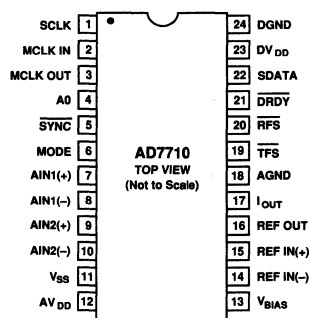 SCLK 1 24 DGND
MCLK IN 2 23 DVDD
MCLK OUT 3 22 SDATA
A0 4 21 DRDY
SYNC 5 20 RFS
MODE 6 19 TFS
AIN1(+) 7 18 AGND
AIN1(–) 8 17 IOUT
AIN2(+) 9 16 REF OUT
AIN2(–) 10 15 REF IN(+)
VSS 11 14 REF IN(–)
AVDD 12 13 VBIAS
AD7710
TOP VIEW
(Not to Scale)